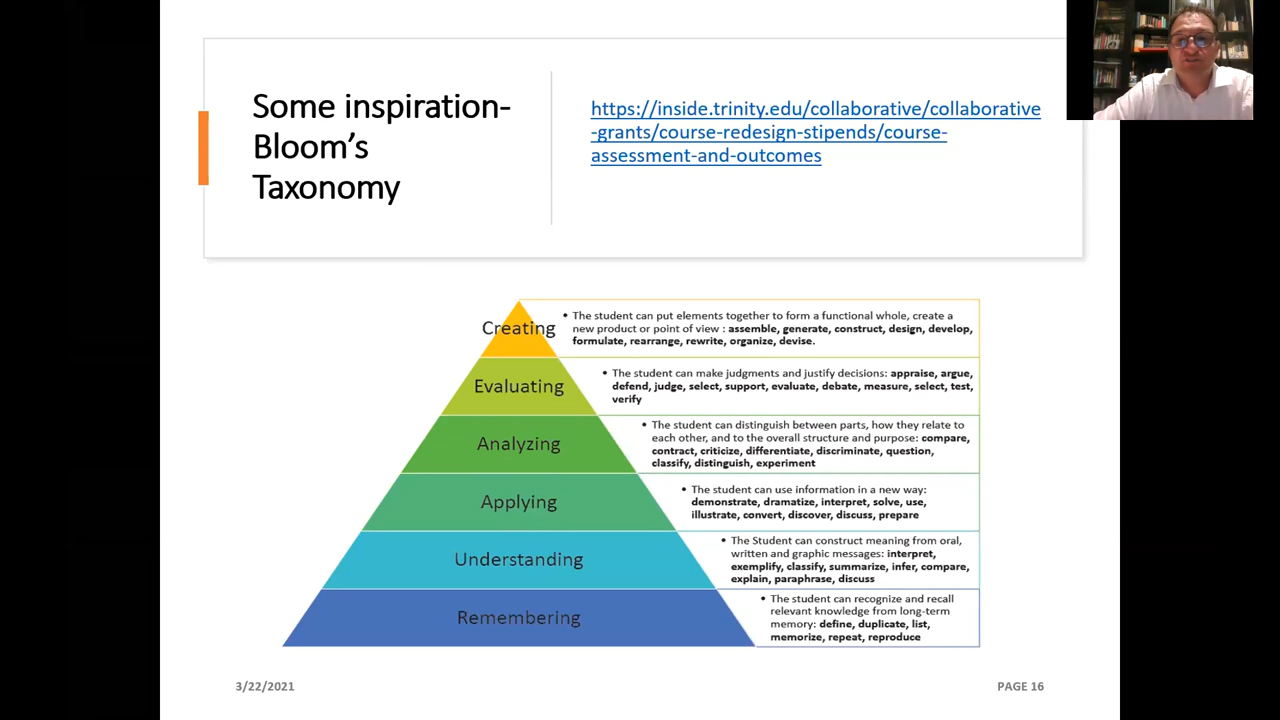 Some inspiration-
Bloom’s
Taxonomy
https://inside.trinity.edu/collaborative/collaborative
-grants/course-redesign-stipends/course-
assessment-and-outcomes
Creating
• The student can put elements together to form a functional whole, create a
new product or point of view : assemble, generate, construct, design, develop,
formulate, rearrange, rewrite, organize, devise.
Evaluating
• The student can make judgments and justify decisions: appraise, argue,
defend, judge, select, support, evaluate, debate, measure, select, test,
verify
Analyzing
• The student can distinguish between parts, how they relate to
each other, and to the overall structure and purpose: compare,
contract, criticize, differentiate, discriminate, question,
classify, distinguish, experiment
Applying
• The student can use information in a new way:
demonstrate, dramatize, interpret, solve, use,
illustrate, convert, discover, discuss, prepare
Understanding
• The Student can construct meaning from oral,
written and graphic messages: interpret,
exemplify, classify, summarize, infer, compare,
explain, paraphrase, discuss
Remembering
• The student can recognize and recall
relevant knowledge from long-term
memory: define, duplicate, list,
memorize, repeat, reproduce
3/22/2021
PAGE 16